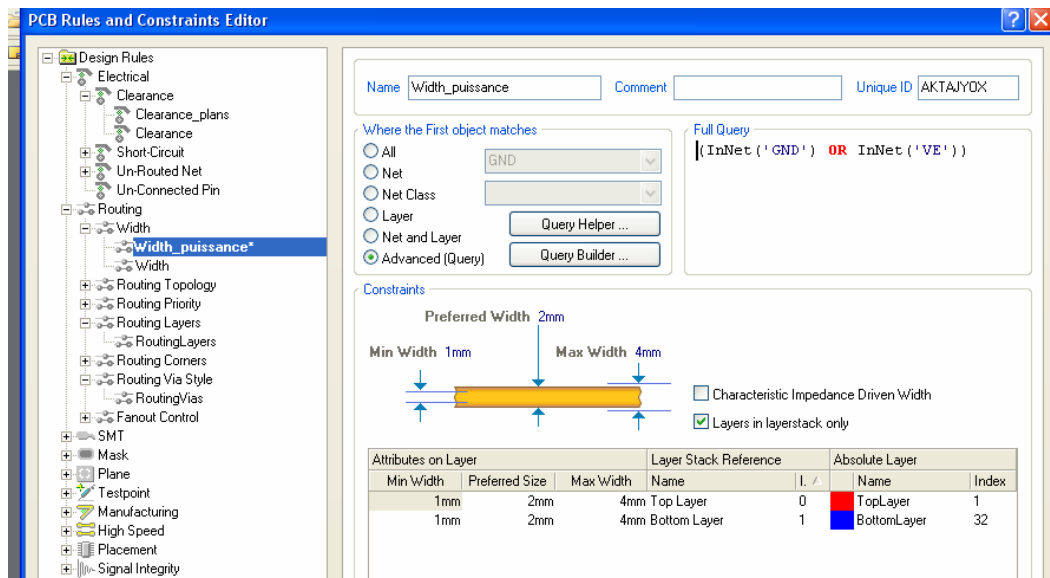 PCB Rules and Constraints Editor
Design Rules
Electrical
Clearance
Clearance_plans
Clearance
Short-Circuit
Un-Routed Net
Un-Connected Pin
Routing
Width
Width_puissance*
Width
Routing Topology
Routing Priority
Routing Layers
RoutingLayers
Routing Corners
Routing Via Style
RoutingVias
Fanout Control
SMT
Mask
Plane
Testpoint
Manufacturing
High Speed
Placement
Signal Integrity
Name Width_puissance Comment Unique ID AKTAJYOX
Where the First object matches
All
Net
Net Class
Layer
Net and Layer
Advanced (Query)
GND
Query Helper ...
Query Builder ...
Full Query
(InNet('GND') OR InNet('VE'))
Constraints
Preferred Width 2mm
Min Width 1mm Max Width 4mm
Characteristic Impedance Driven Width
Layers in layerstack only
Attributes on Layer Layer Stack Reference Absolute Layer
Min Width Preferred Size Max Width Name I. Name Index
1mm 2mm 4mm Top Layer 0 TopLayer 1
1mm 2mm 4mm Bottom Layer 1 BottomLayer 32